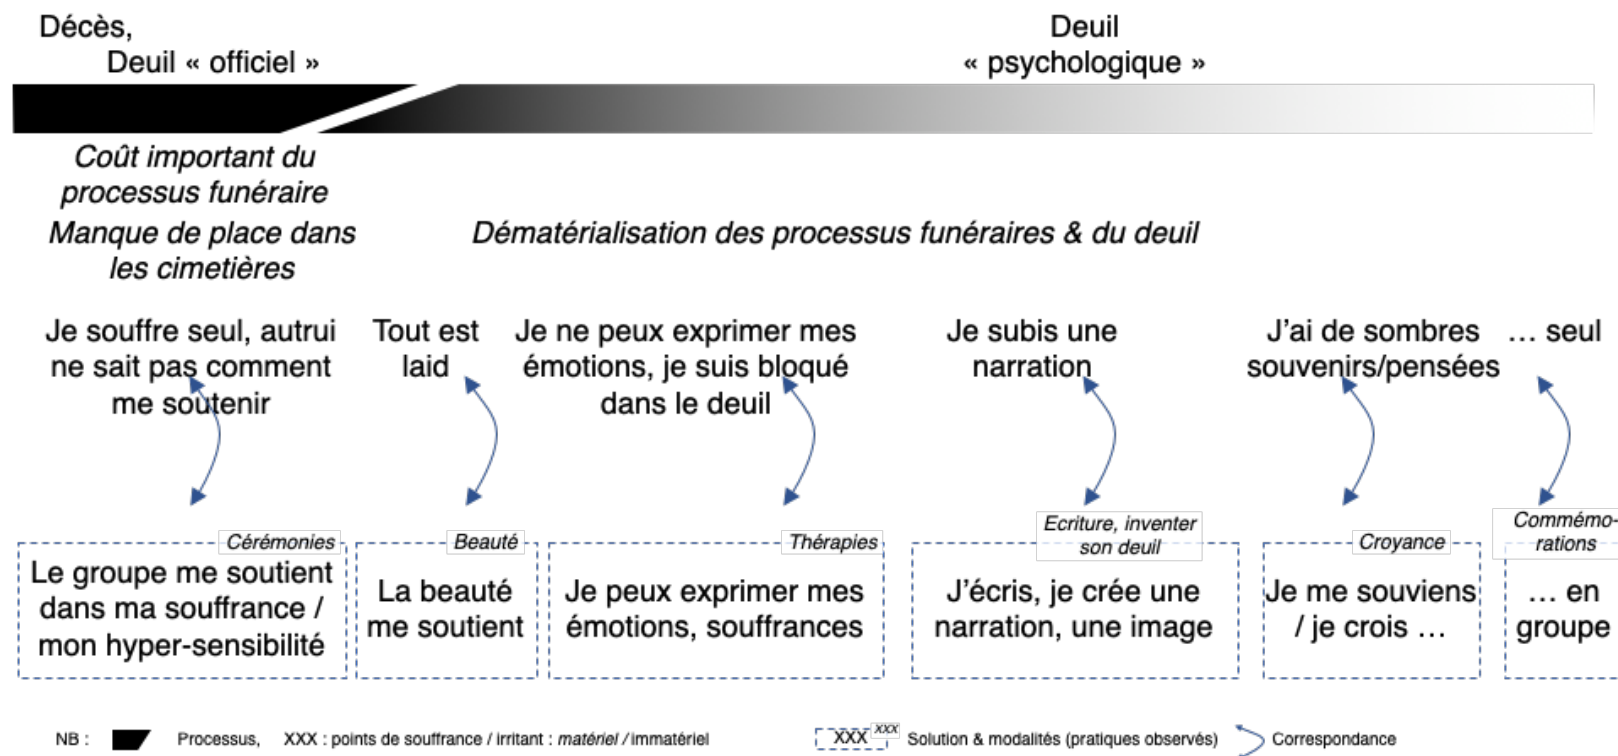 Décès,
Deuil « officiel »
Deuil
« psychologique »
Coût important du
processus funéraire
Manque de place dans
les cimetières
Dématérialisation des processus funéraires & du deuil
Je souffre seul, autrui
ne sait pas comment
me soutenir
Tout est
laid
Je ne peux exprimer mes
émotions, je suis bloqué
dans le deuil
Je subis une
narration
J'ai de sombres
souvenirs/pensées
… seul
Cérémonies
Le groupe me soutient
dans ma souffrance /
mon hyper-sensibilité
Beauté
La beauté
me soutient
Thérapies
Je peux exprimer mes
émotions, souffrances
Ecriture, inventer
son deuil
J'écris, je crée une
narration, une image
Croyance
Je me souviens
/ je crois …
Commémo-
rations
… en
groupe
NB :
Processus,
XXX : points de souffrance / irritant : matériel / immatériel
XXX
XXX
Solution & modalités (pratiques observés)
Correspondance